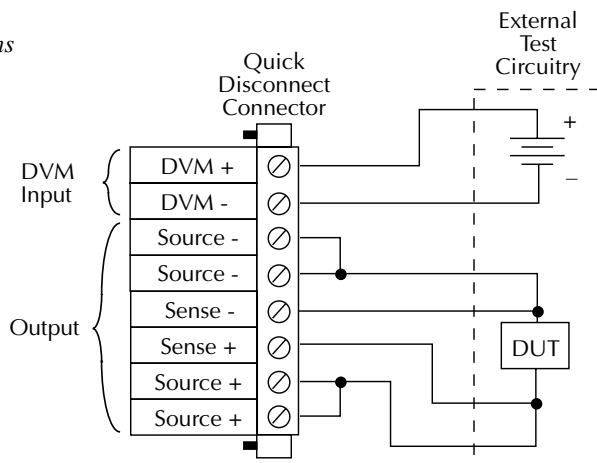 External
Test
Circuitry
Quick
Disconnect
Connector
+
−
DVM
Input
DVM +
DVM -
Output
Source -
Source -
Sense -
Sense +
Source +
Source +
DUT